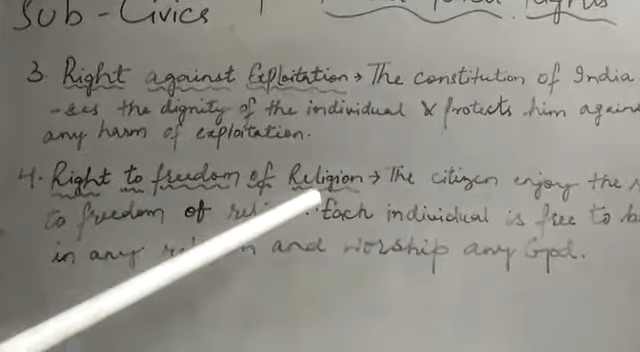 Sub - Civics Rights
3. Right against Exploitation → The constitution of India
-ses the dignity of the individual & protects him
any harm of exploitation.
4. Right to freedom of Religion → The citizen enjoy the
to freedom of Each individual is free to
in any and worship any God.